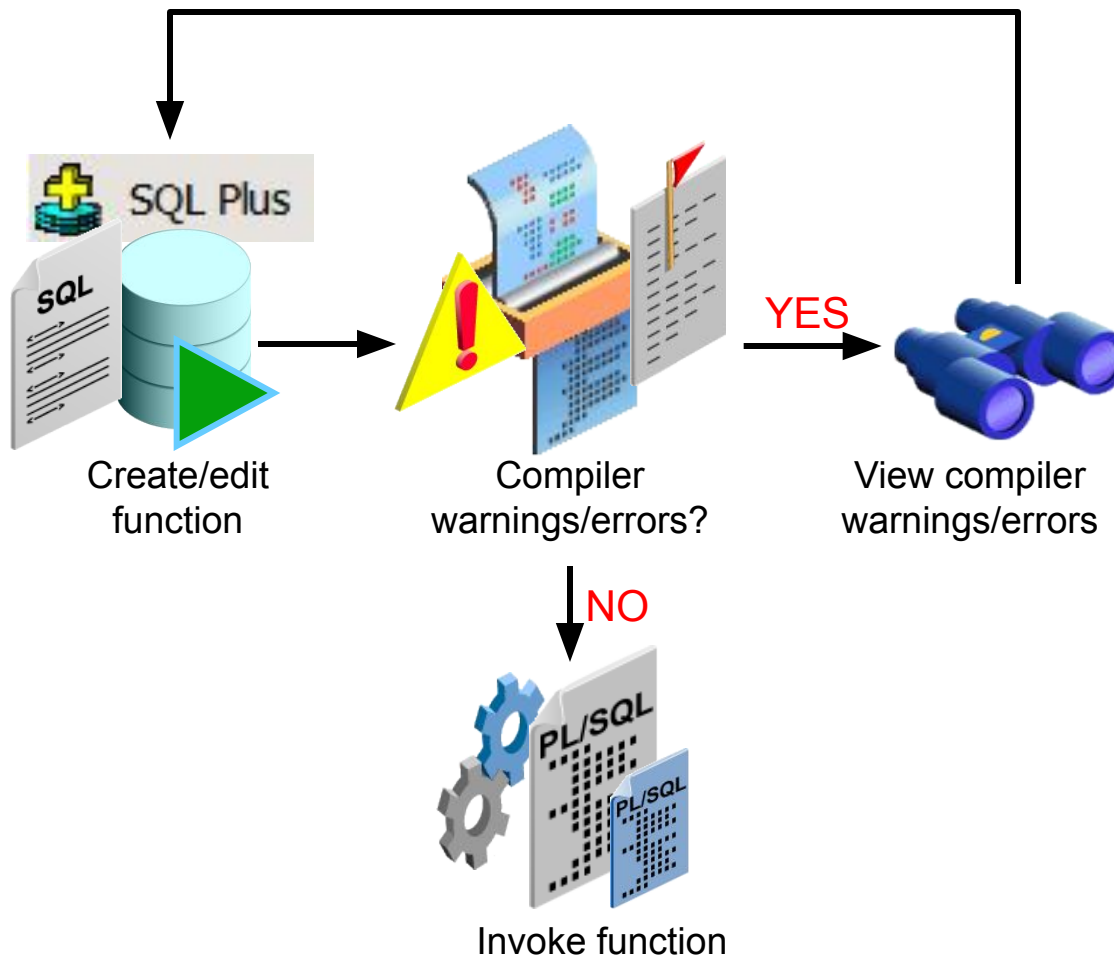 SQL Plus
SQL
YES
Create/edit
function
Compiler
warnings/errors?
View compiler
warnings/errors
NO
PL/SQL
PL/SQL
Invoke function